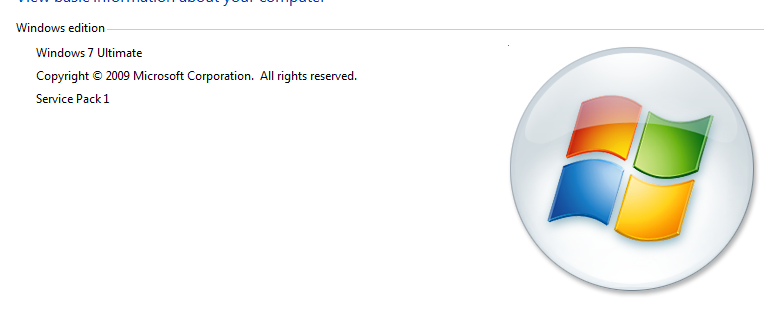 View basic information about your computer
Windows edition
Windows 7 Ultimate
Copyright © 2009 Microsoft Corporation.  All rights reserved.
Service Pack 1